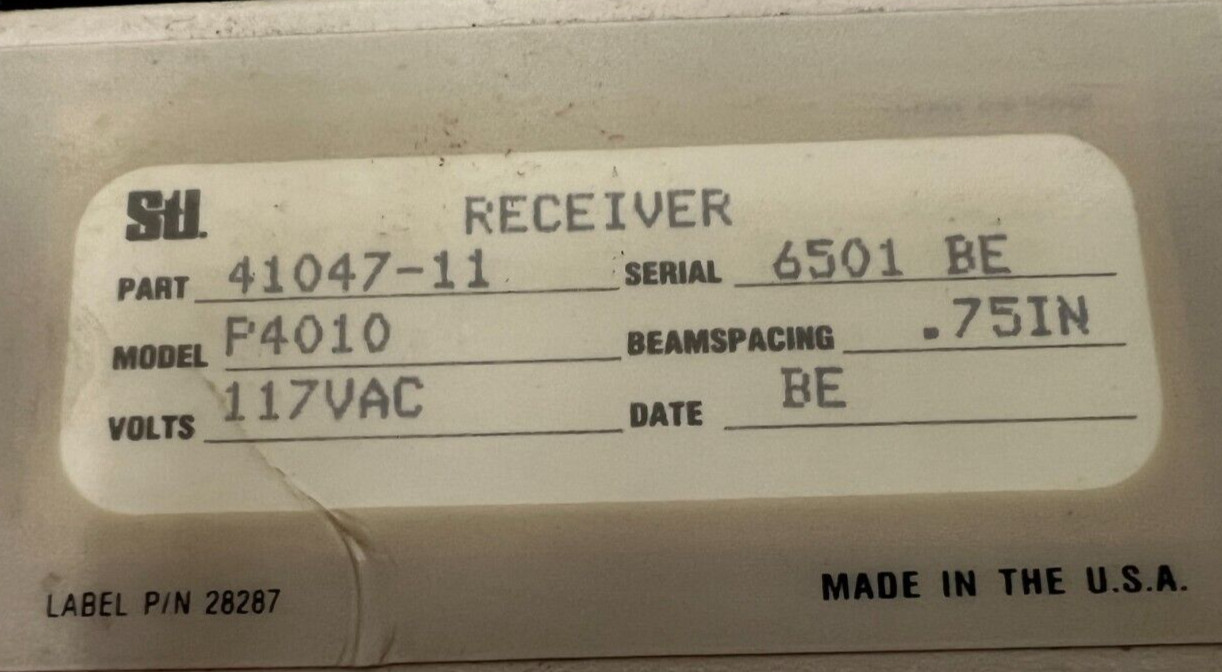 Sti. RECEIVER
PART 41047-11 SERIAL 6501 BE
MODEL P4010 BEAMSPACING .75IN
VOLTS 117VAC DATE BE
LABEL P/N 28287 MADE IN THE U.S.A.